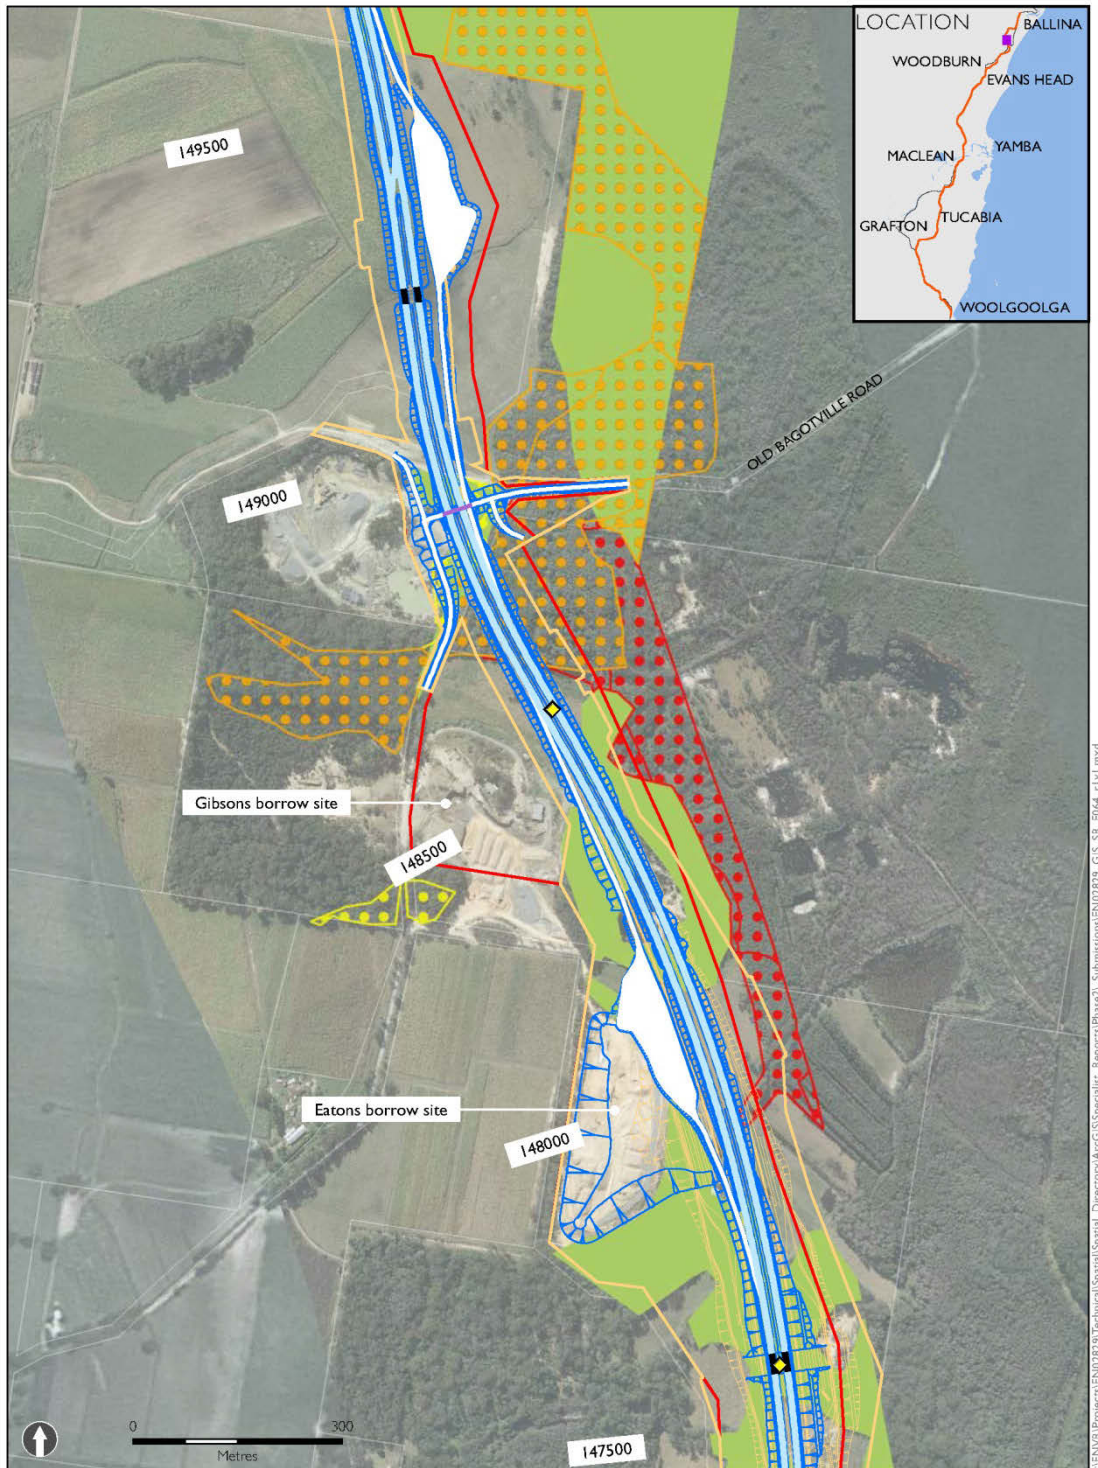 LOCATION
BALLINA
WOODBURN
EVANS HEAD
MACLEAN
YAMBA
GRAFTON
TUCABIA
WOOLGOOLGA
149500
OLD BAGOTVILLE ROAD
149000
Gibsons borrow site
148500
Eatons borrow site
148000
0 300
Metres
147500